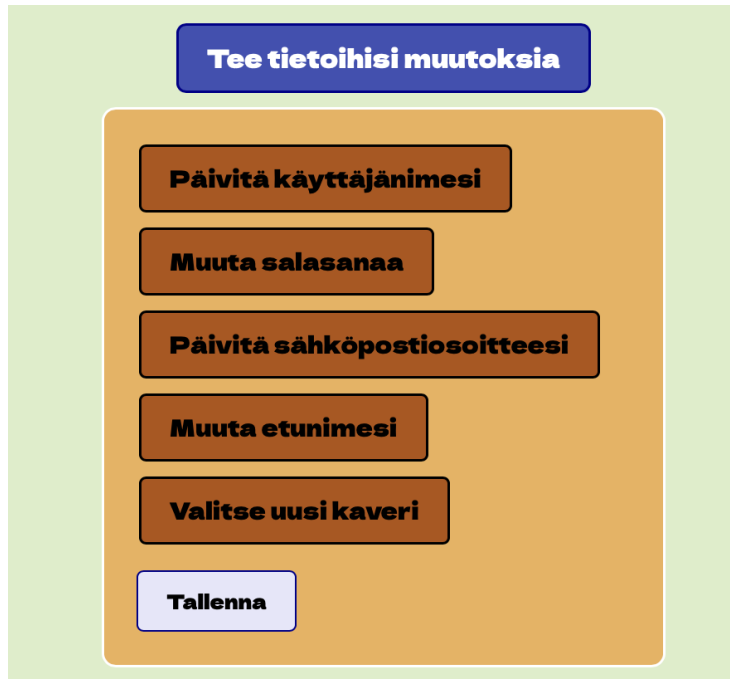 Tee tietoihisi muutoksia
Päivitä käyttäjänimesi
Muuta salasanaa
Päivitä sähköpostiosoitteesi
Muuta etunimesi
Valitse uusi kaveri
Tallenna